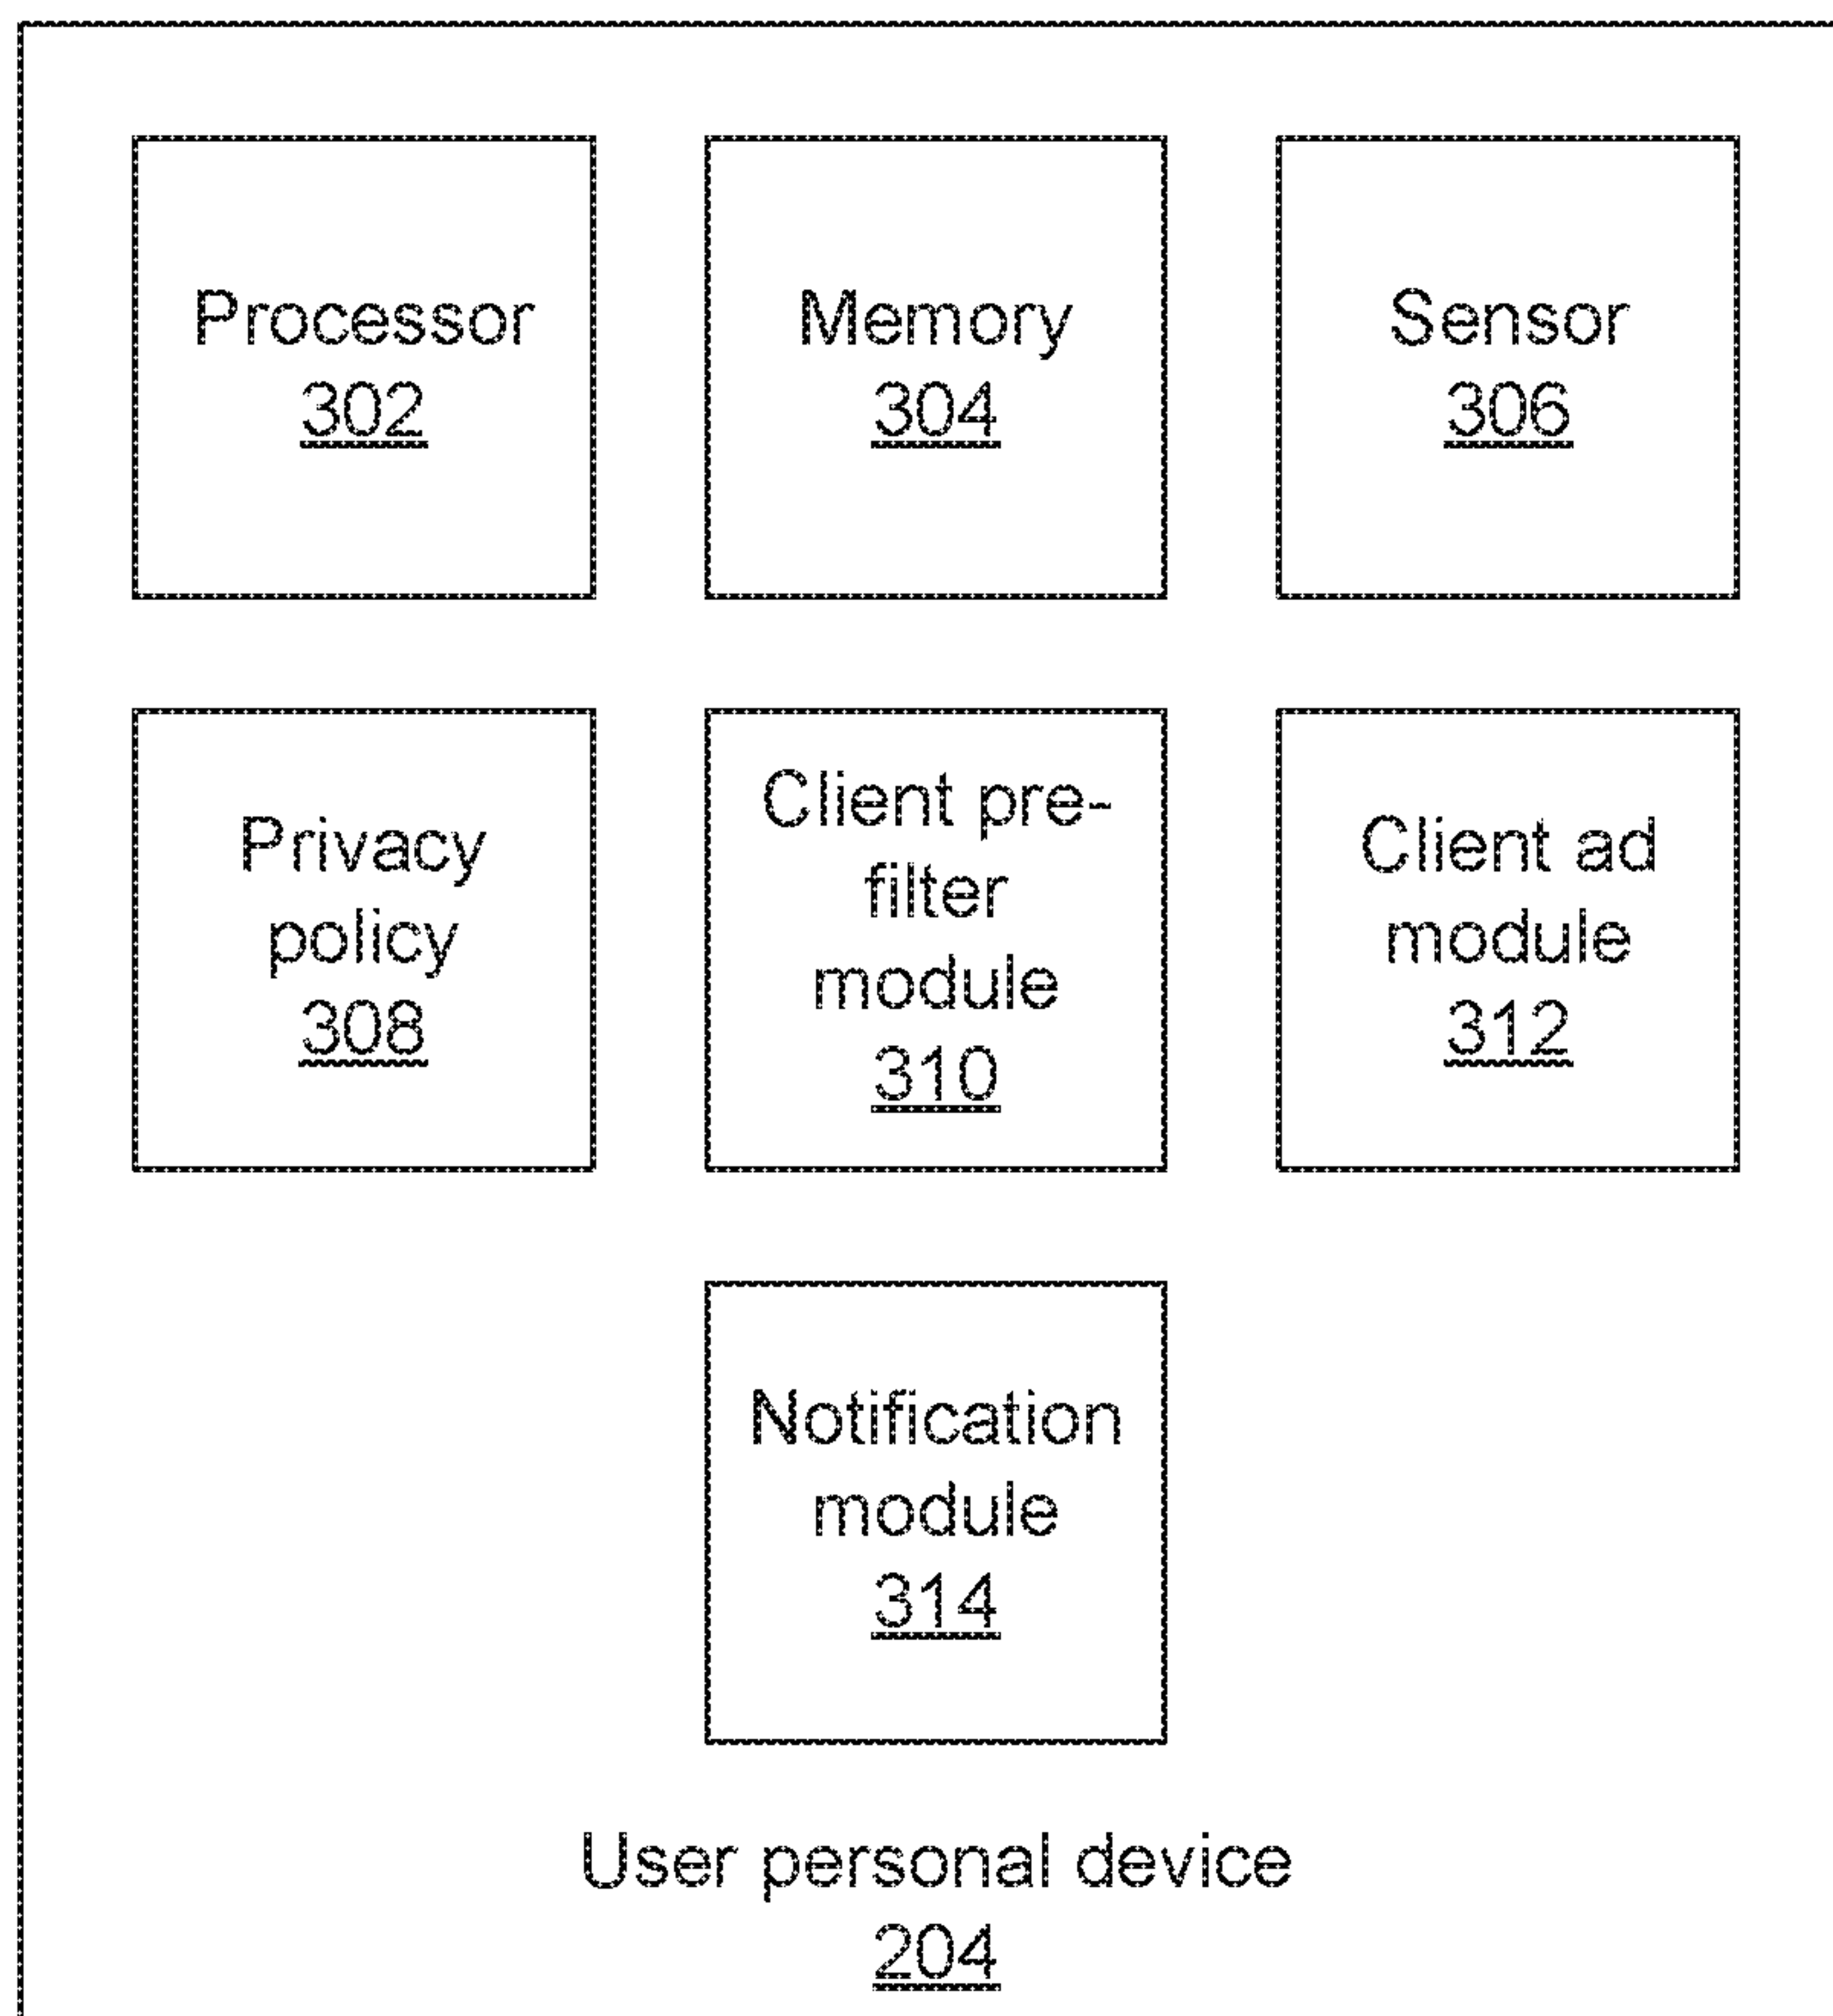 Processor
302
Memory
304
Sensor
306
Privacy
policy
308
Client pre-
filter
module
310
Client ad
module
312
Notification
module
314
User personal device
204